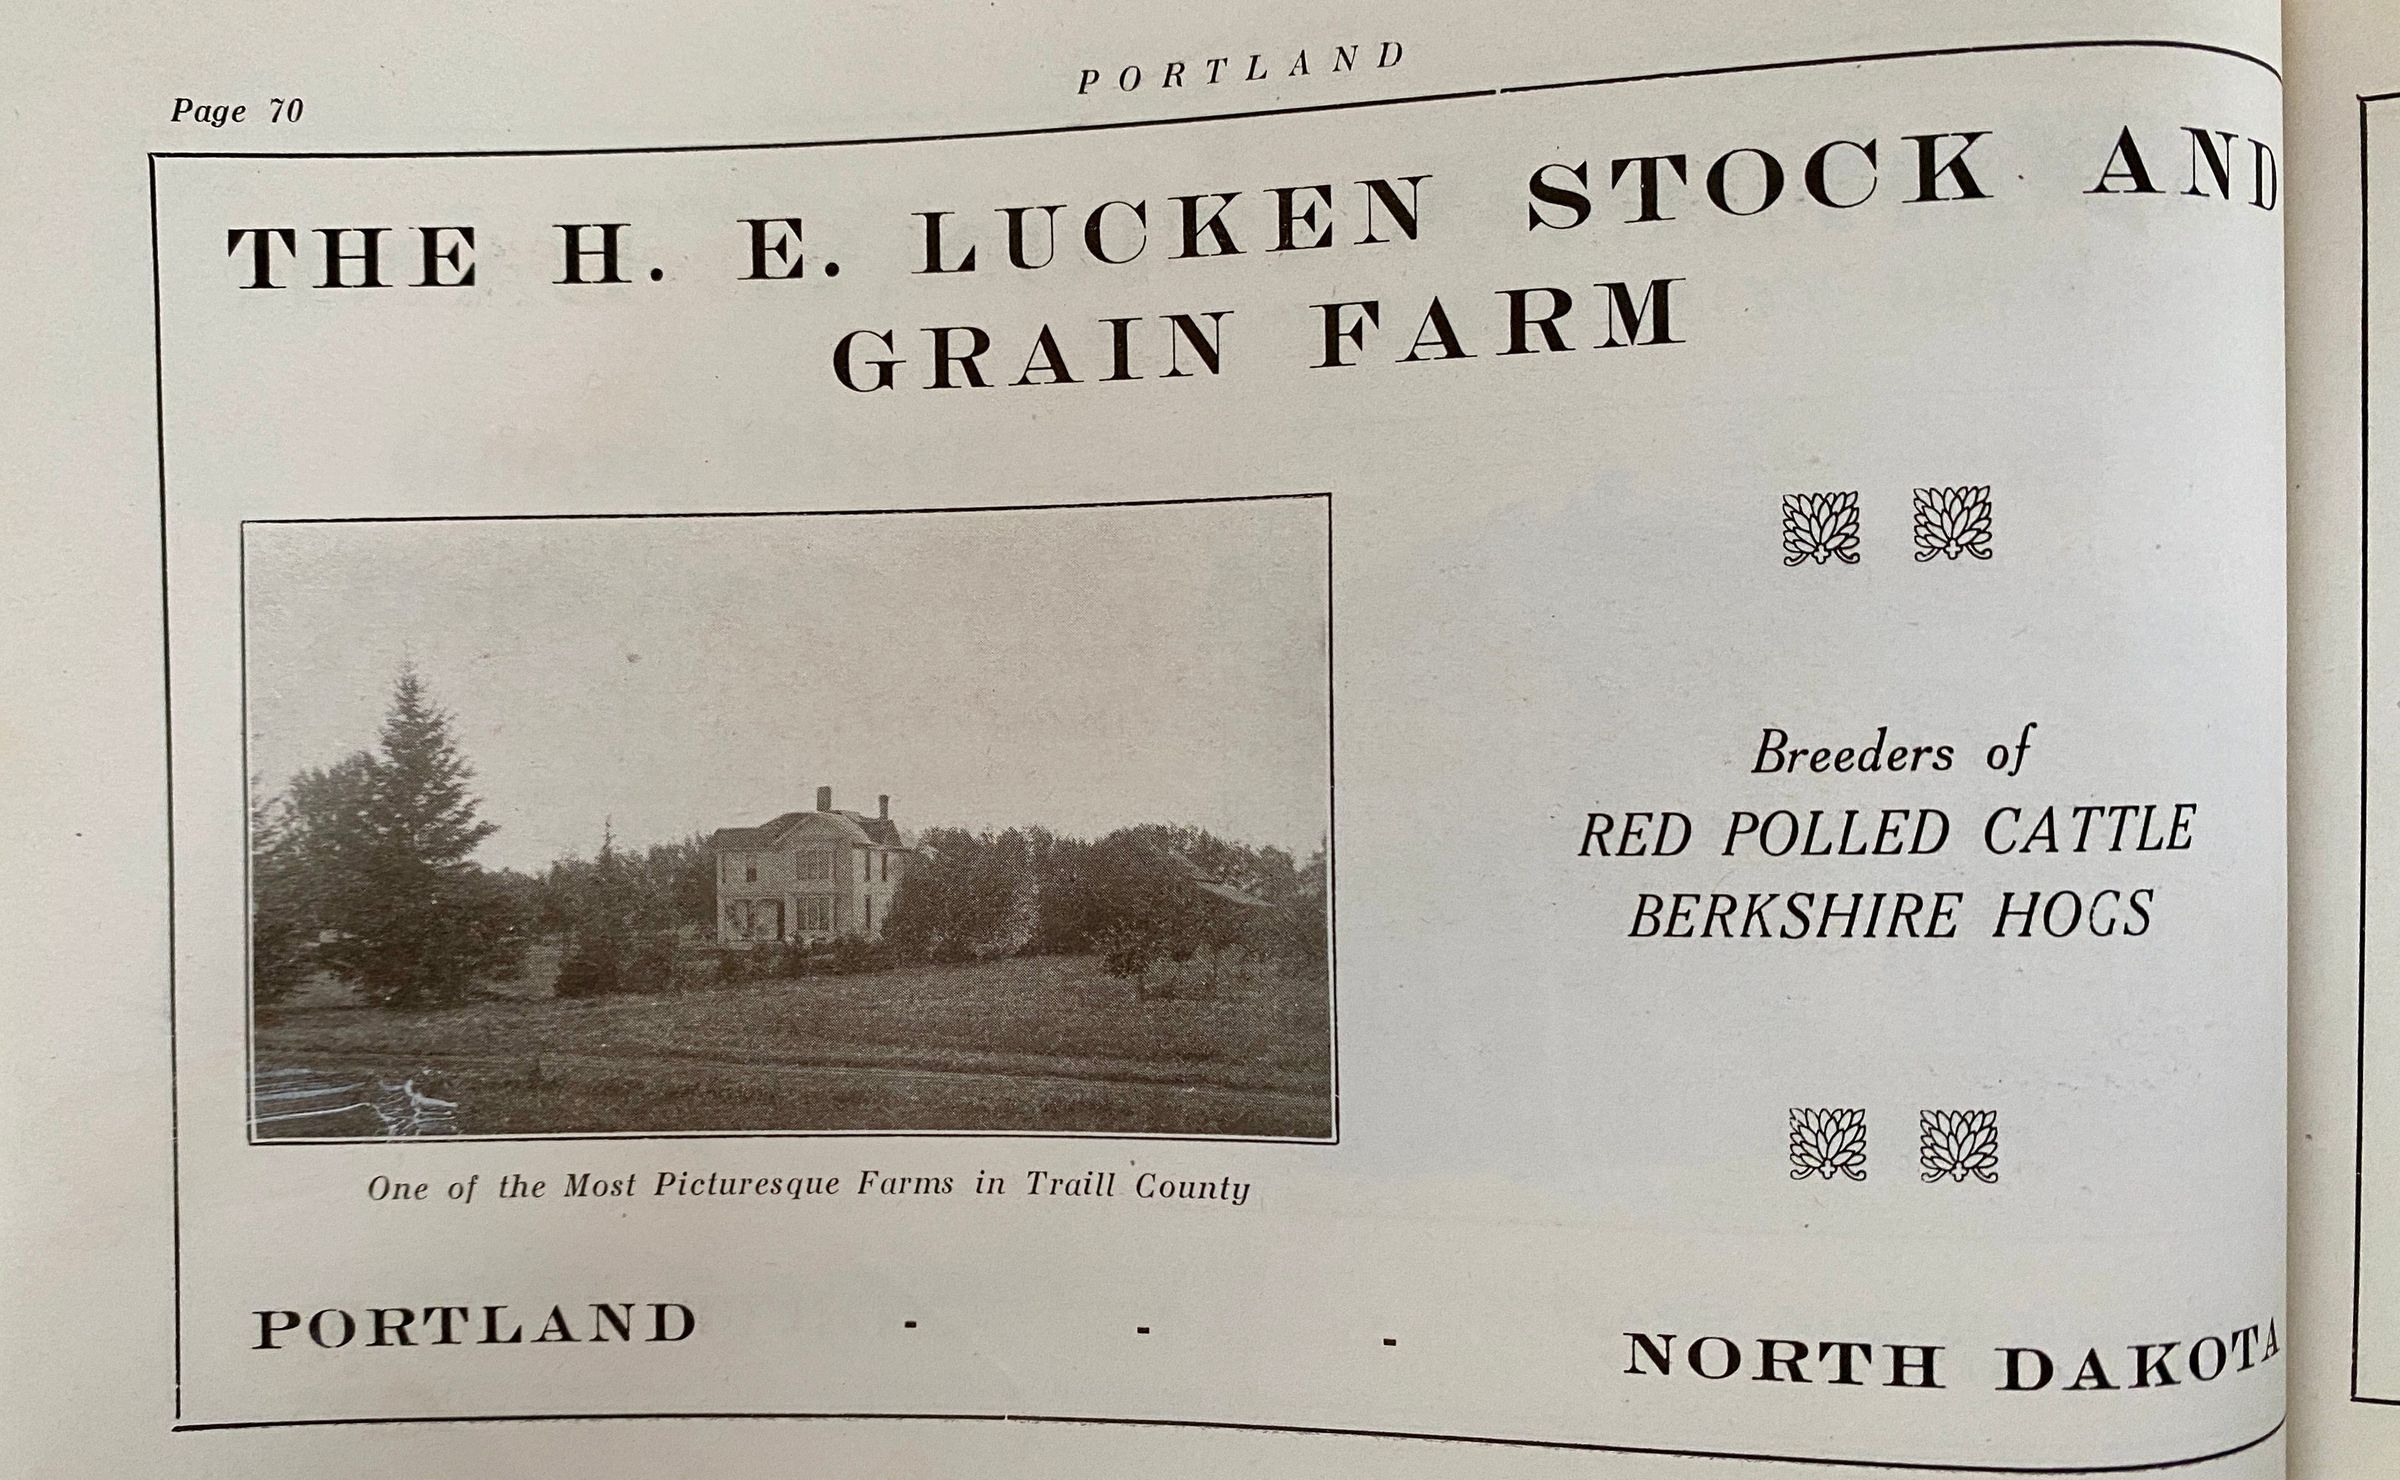 Page 70
PORTLAND
THE H. E. LUCKEN STOCK AND
GRAIN FARM
Breeders of
RED POLLED CATTLE
BERKSHIRE HOGS
One of the Most Picturesque Farms in Traill County
PORTLAND - - - NORTH DAKOTA